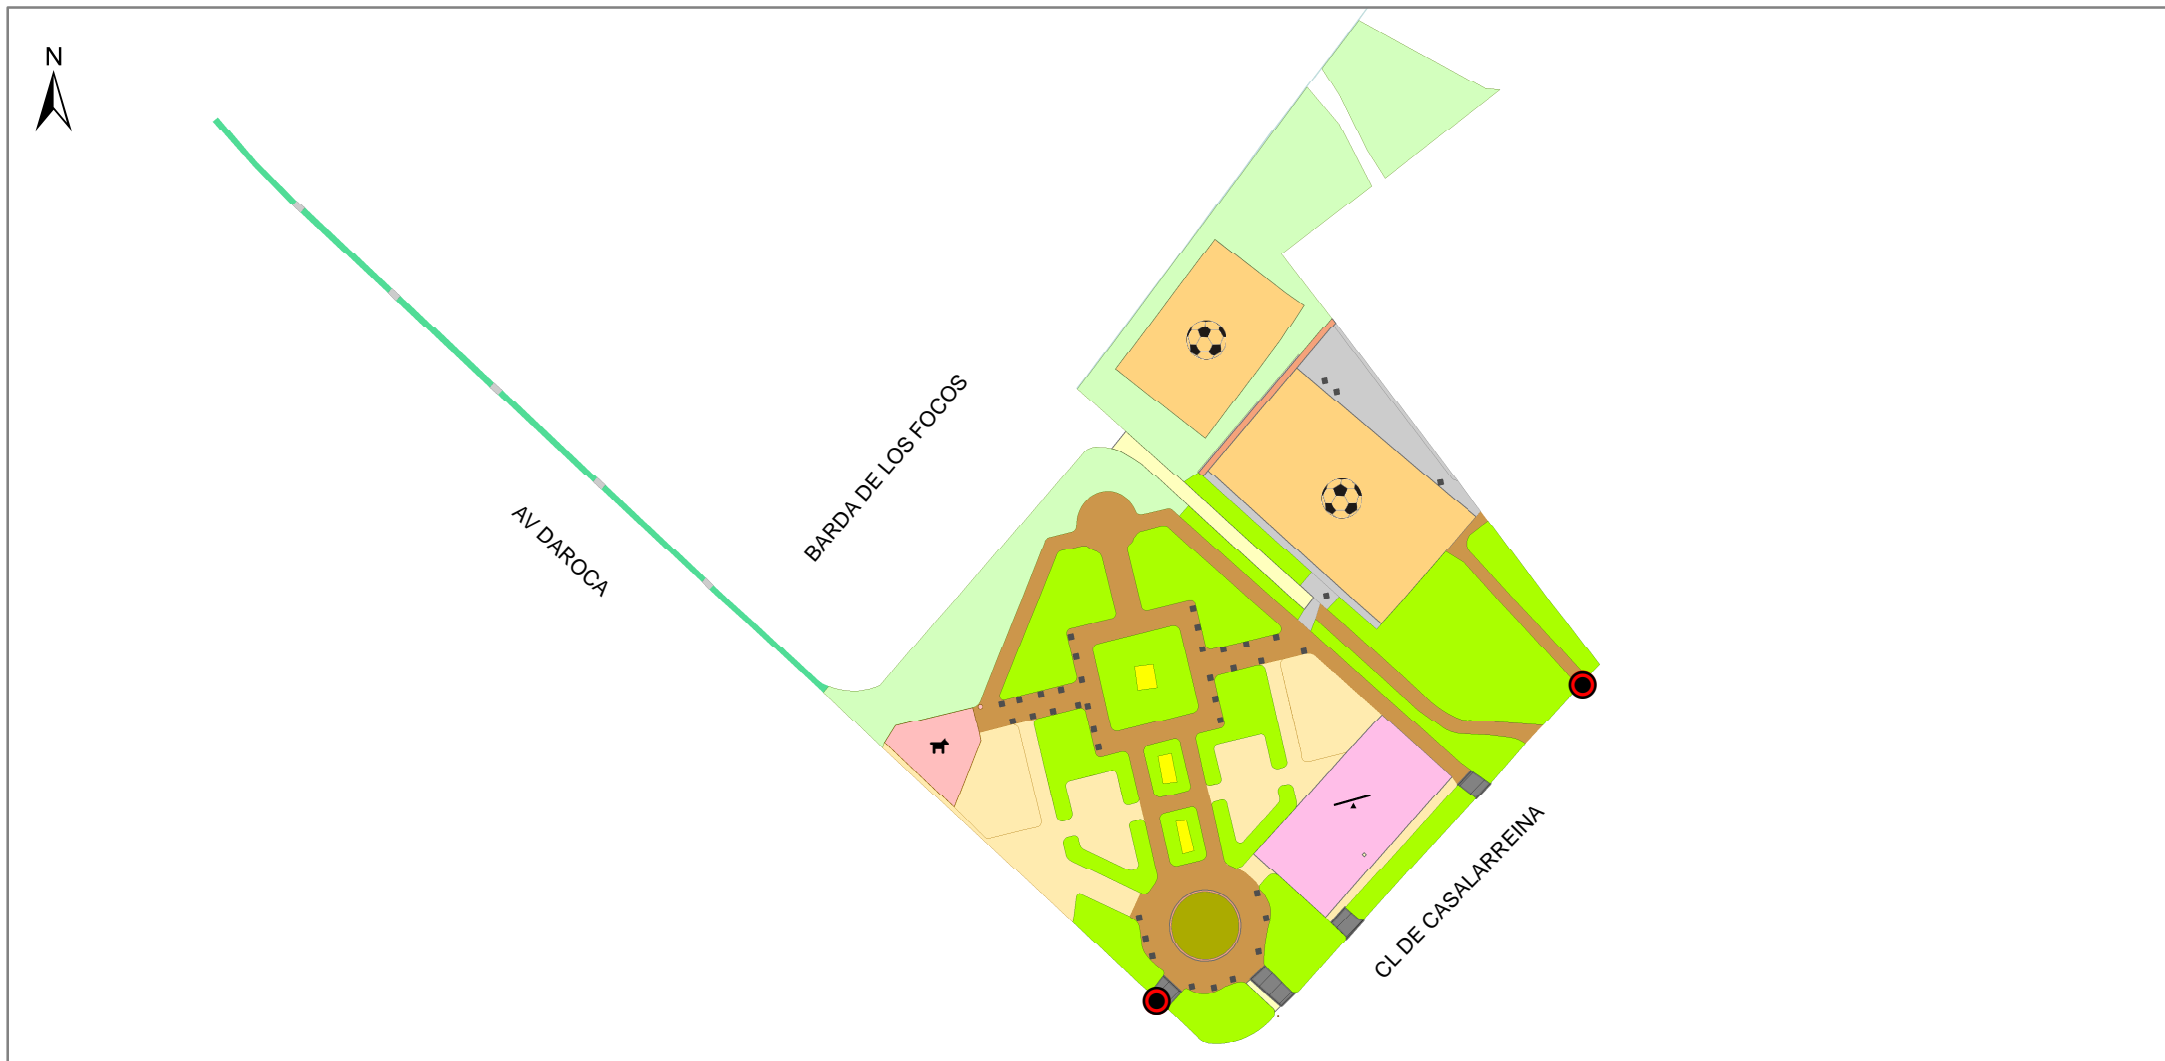 N
BARDA DE LOS FOCOS
AV DAROCA
CL DE CASALARREINA